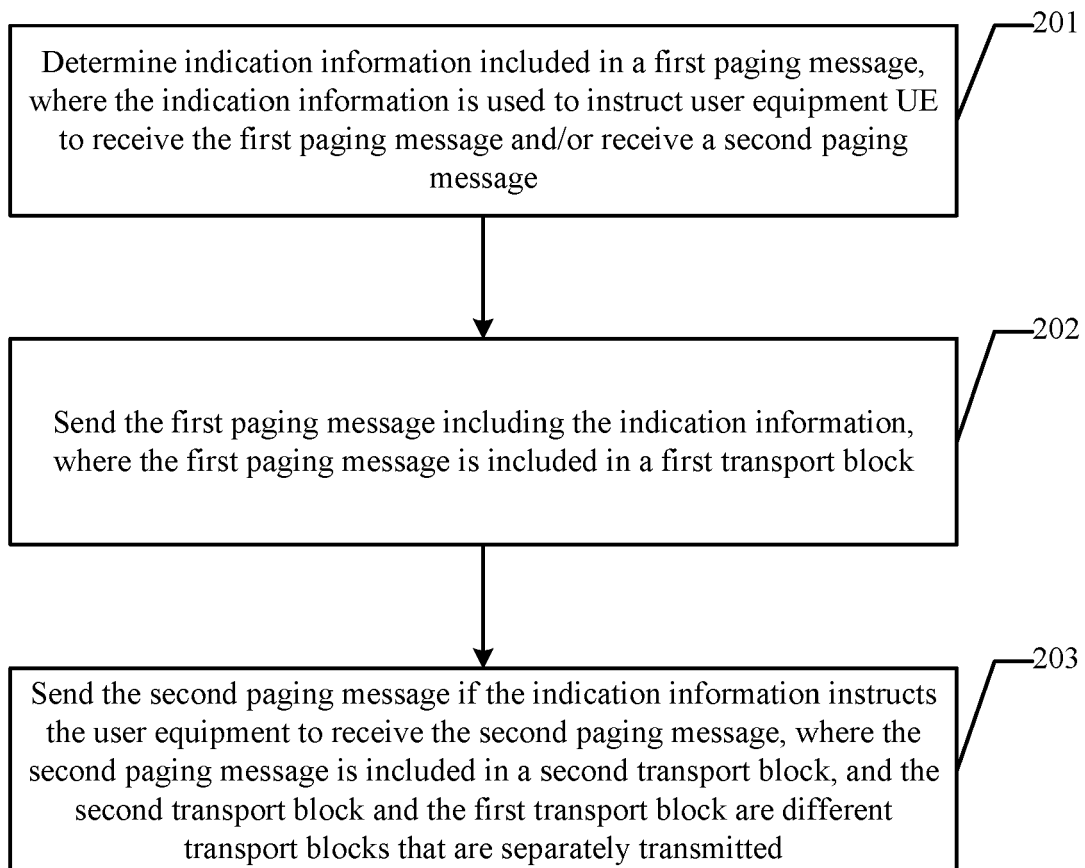 201
Determine indication information included in a first paging message,
where the indication information is used to instruct user equipment UE
to receive the first paging message and/or receive a second paging
message
202
Send the first paging message including the indication information,
where the first paging message is included in a first transport block
203
Send the second paging message if the indication information instructs
the user equipment to receive the second paging message, where the
second paging message is included in a second transport block, and the
second transport block and the first transport block are different
transport blocks that are separately transmitted